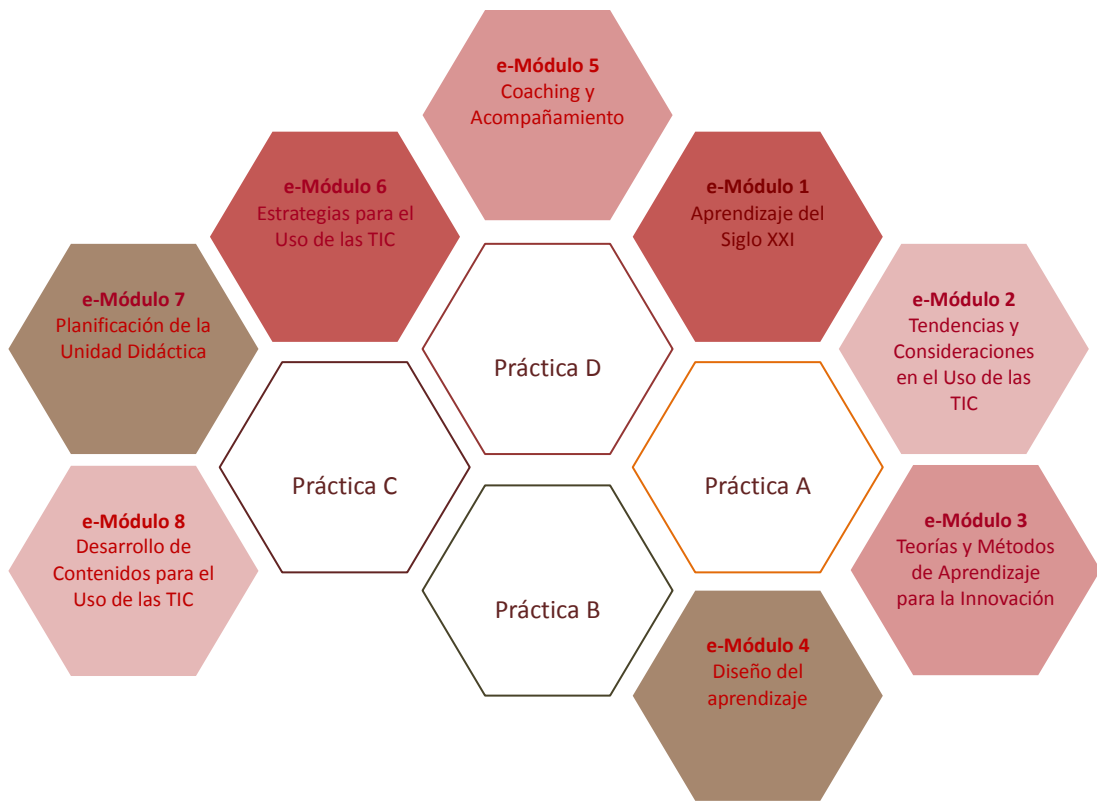 e-Módulo 5
Coaching y
Acompañamiento
e-Módulo 6
Estrategias para el
Uso de las TIC
e-Módulo 1
Aprendizaje del
Siglo XXI
e-Módulo 7
Planificación de la
Unidad Didáctica
e-Módulo 2
Tendencias y
Consideraciones
en el Uso de las
TIC
Práctica D
Práctica C
Práctica A
e-Módulo 8
Desarrollo de
Contenidos para el
Uso de las TIC
e-Módulo 3
Teorías y Métodos
de Aprendizaje
para la Innovación
Práctica B
e-Módulo 4
Diseño del
aprendizaje